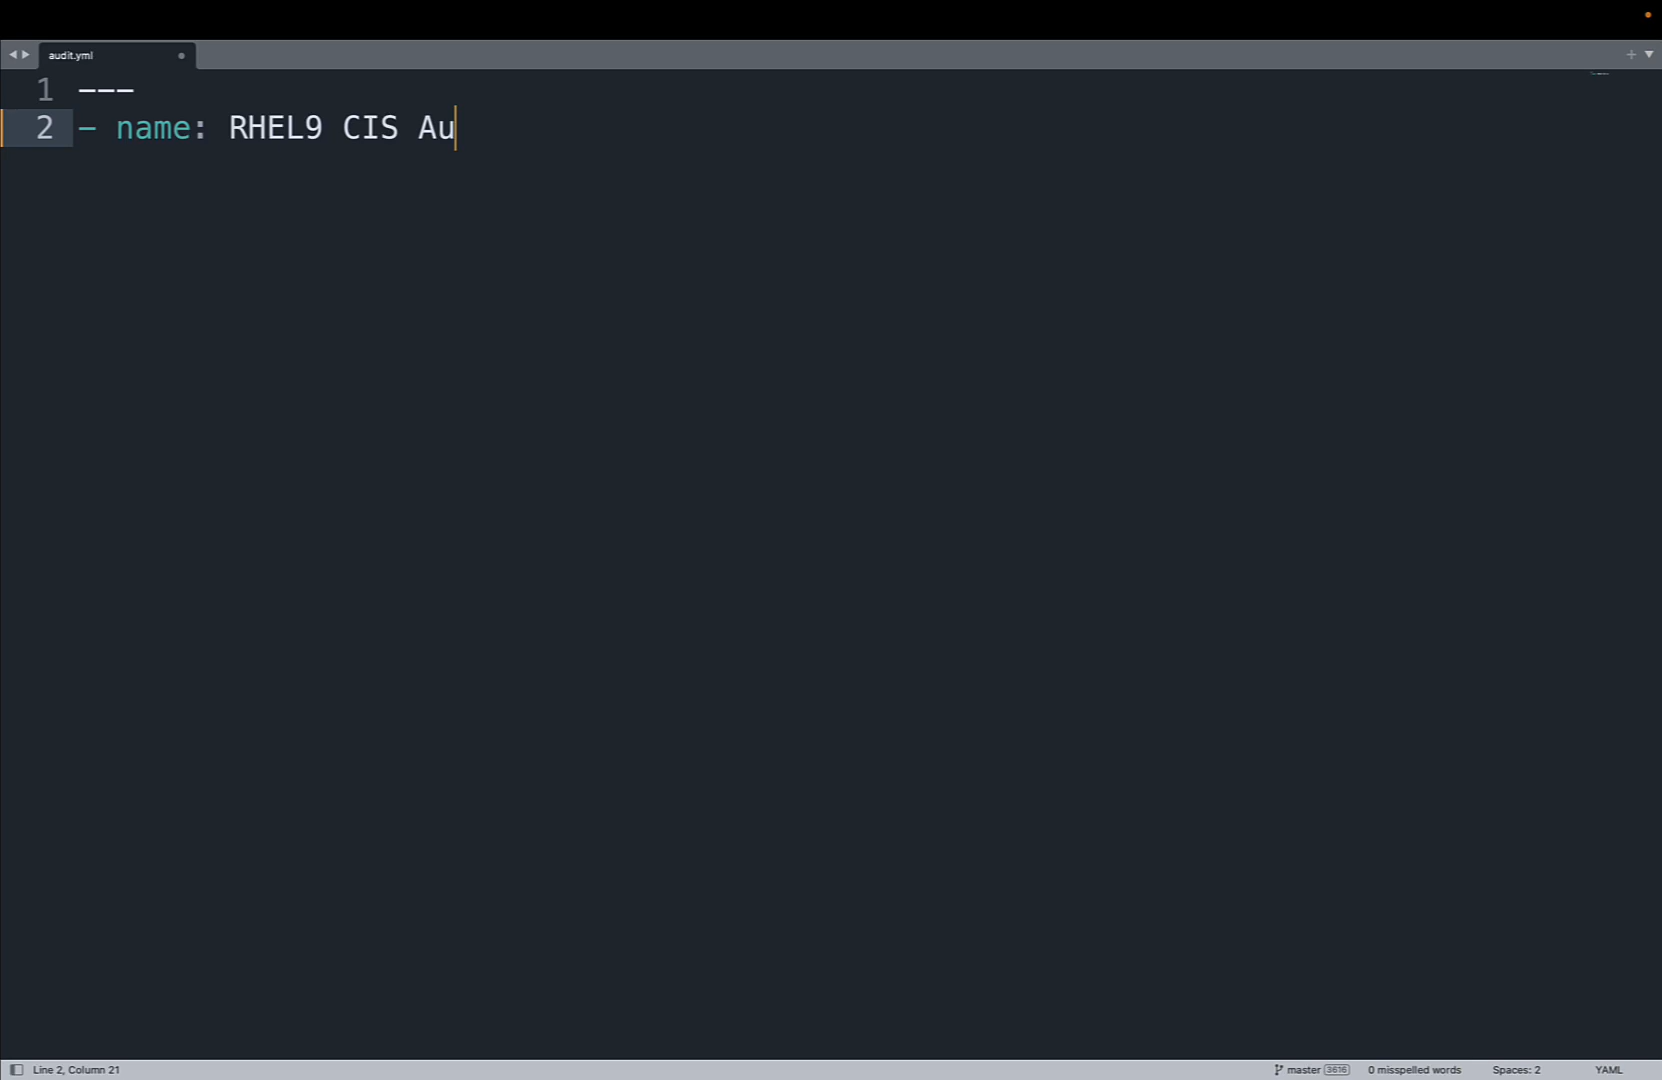 audit.yml
1 ---
2 - name: RHEL9 CIS Au
Line 2, Column 21
master 3616
0 misspelled words
Spaces: 2
YAML